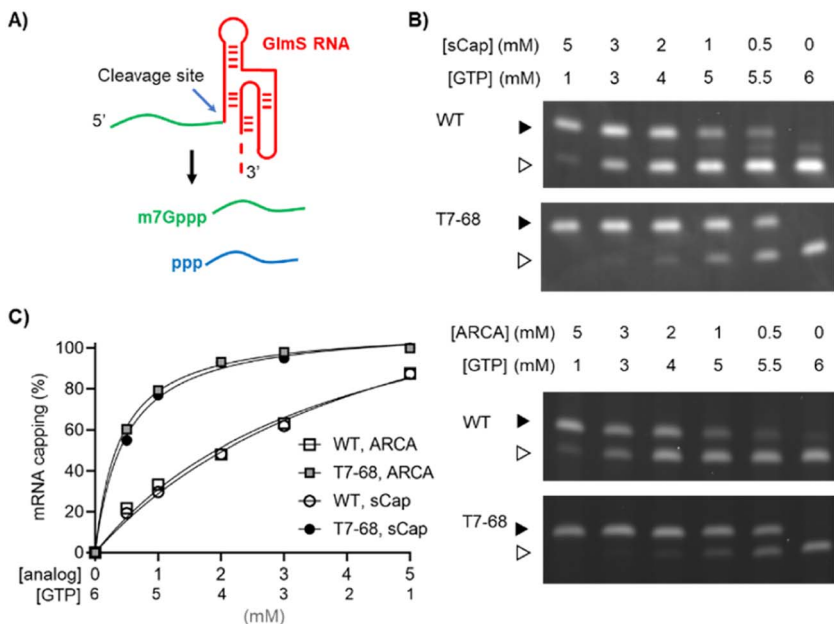 A)
GlmS RNA
Cleavage site
5'
3'
m7Gppp
ppp
B)
[sCap] (mM) 5 3 2 1 0.5 0
[GTP] (mM) 1 3 4 5 5.5 6
WT
T7-68
[ARCA] (mM) 5 3 2 1 0.5 0
[GTP] (mM) 1 3 4 5 5.5 6
WT
T7-68
C)
mRNA capping (%)
100
80
60
40
20
0
WT, ARCA
T7-68, ARCA
WT, sCap
T7-68, sCap
[analog] 0 1 2 3 4 5
[GTP] 6 5 4 3 2 1
(mM)